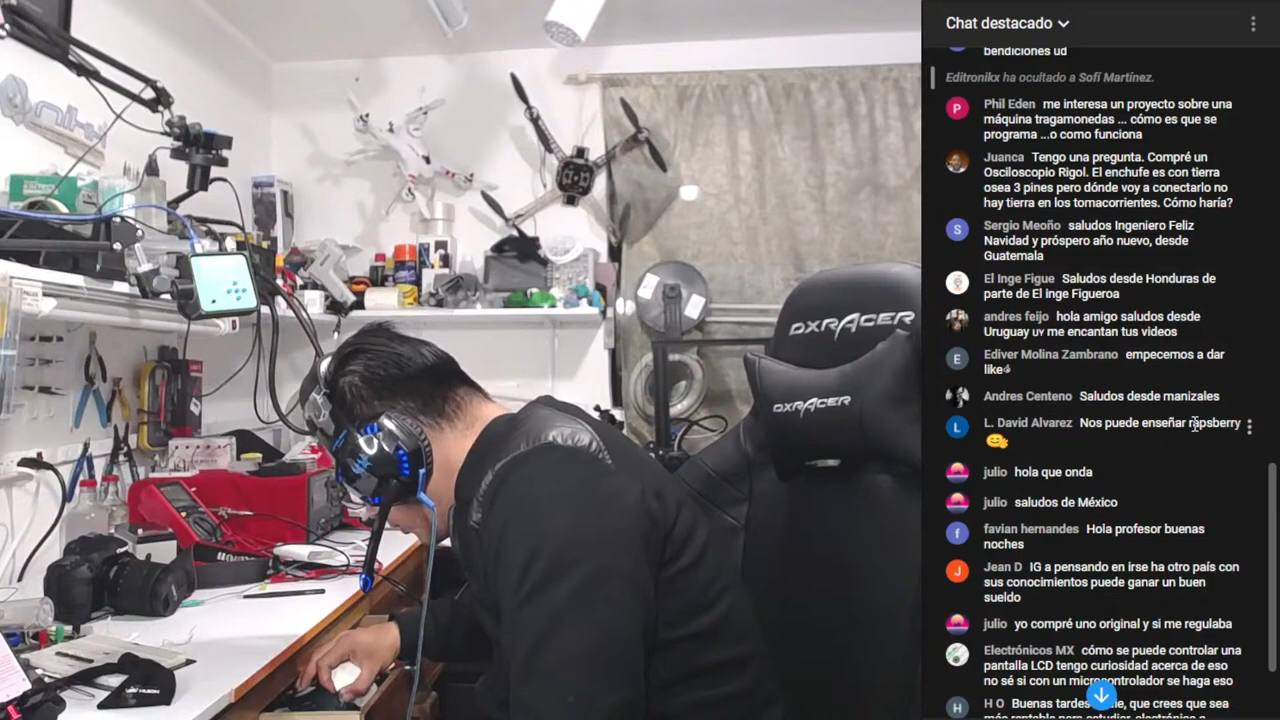 Chat destacado
bendiciones ud
Editronikx ha ocultado a Sofí Martínez.
Phil Eden me interesa un proyecto sobre una
máquina tragamonedas ... cómo es que se
programa ...o como funciona
Juanca Tengo una pregunta. Compré un
Osciloscopio Rigol. El enchufe es con tierra
osea 3 pines pero dónde voy a conectarlo no
hay tierra en los tomacorrientes. Cómo haría?
S
Sergio Meoño saludos Ingeniero Feliz
Navidad y próspero año nuevo, desde
Guatemala
El Inge Figue Saludos desde Honduras de
parte de El inge Figueroa
andres feijo hola amigo saludos desde
Uruguay uv me encantan tus videos
E
Ediver Molina Zambrano empecemos a dar
like
Andres Centeno Saludos desde manizales
L
L. David Alvarez Nos puede enseñar rapsberry
julio hola que onda
julio saludos de México
f
favian hernandes Hola profesor buenas
noches
J
Jean D IG a pensando en irse ha otro país con
sus conocimientos puede ganar un buen
sueldo
julio yo compré uno original y si me regulaba
Electrónicos MX cómo se puede controlar una
pantalla LCD tengo curiosidad acerca de eso
no sé si con un microcontrolador se haga eso
H
H O Buenas tardes, que crees que sea
DXRACER
DXRACER